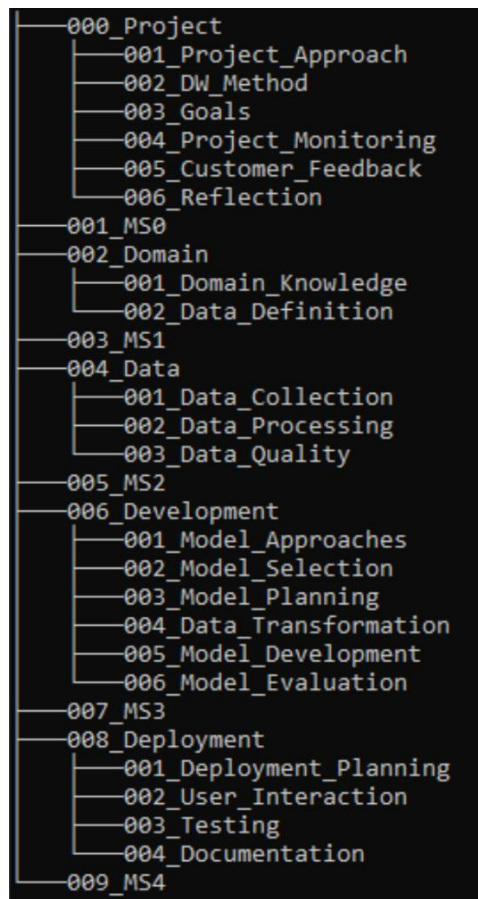 000_Project
001_Project_Approach
002_DW_Method
003_Goals
004_Project_Monitoring
005_Customer_Feedback
006_Reflection
001_MS0
002_Domain
001_Domain_Knowledge
002_Data_Definition
003_MS1
004_Data
001_Data_Collection
002_Data_Processing
003_Data_Quality
005_MS2
006_Development
001_Model_Approaches
002_Model_Selection
003_Model_Planning
004_Data_Transformation
005_Model_Development
006_Model_Evaluation
007_MS3
008_Deployment
001_Deployment_Planning
002_User_Interaction
003_Testing
004_Documentation
009_MS4